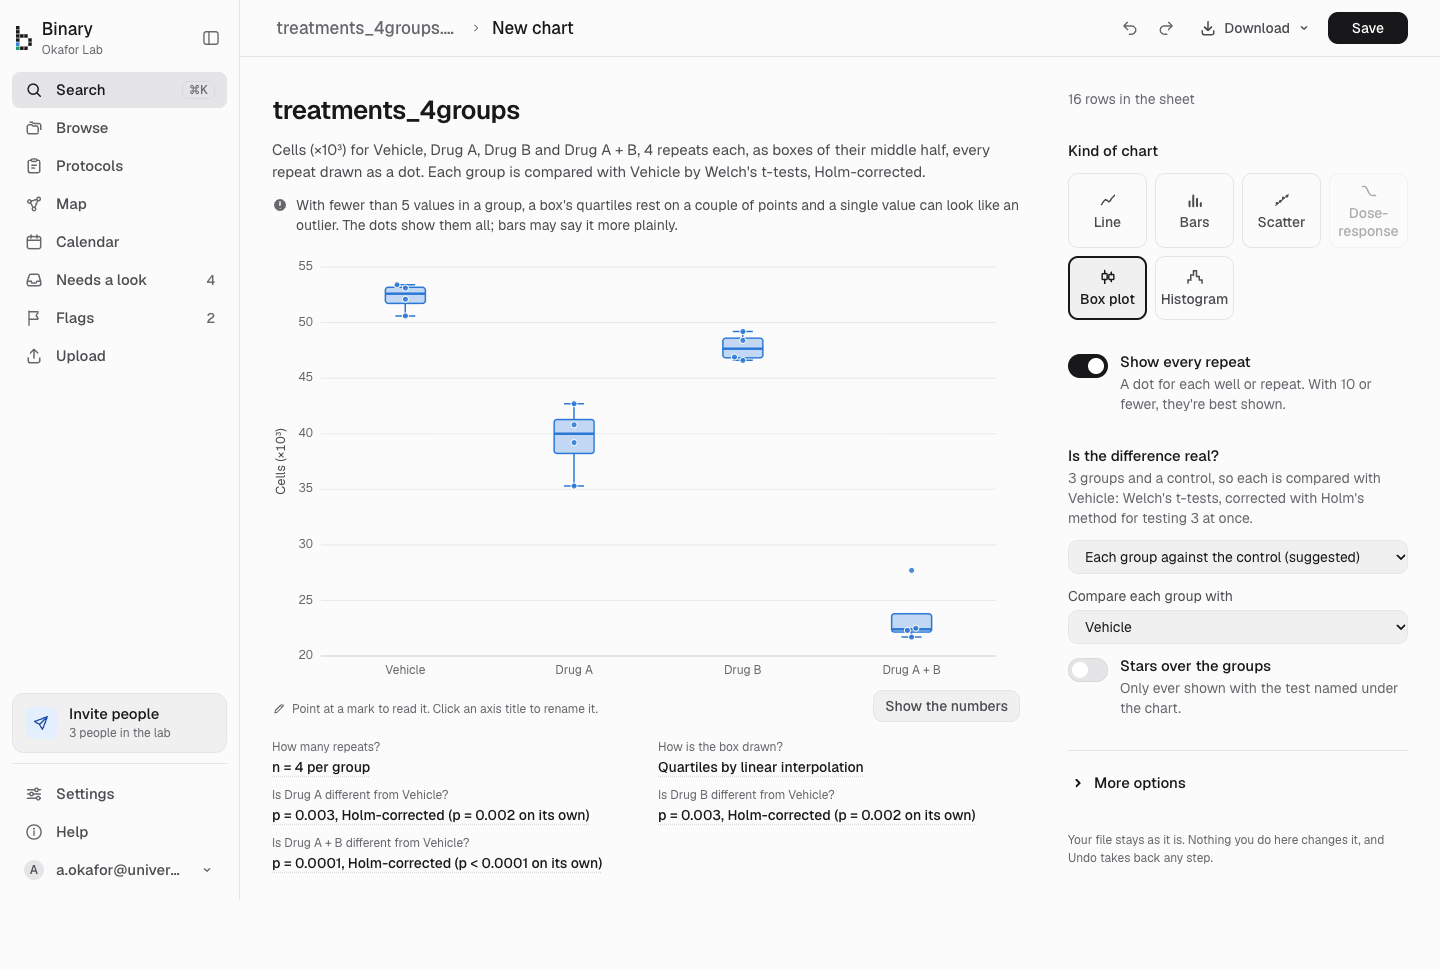 Binary
Okafor Lab
Search ⌘K
Browse
Protocols
Map
Calendar
Needs a look 4
Flags 2
Upload
Invite people
3 people in the lab
Settings
Help
A a.okafor@univer...
treatments_4groups.... › New chart
Download
Save
treatments_4groups
Cells (×10³) for Vehicle, Drug A, Drug B and Drug A + B, 4 repeats each, as boxes of their middle half, every
repeat drawn as a dot. Each group is compared with Vehicle by Welch's t-tests, Holm-corrected.
With fewer than 5 values in a group, a box's quartiles rest on a couple of points and a single value can look like an
outlier. The dots show them all; bars may say it more plainly.
Cells (×10³)
55
50
45
40
35
30
25
20
Vehicle Drug A Drug B Drug A + B
Point at a mark to read it. Click an axis title to rename it.
Show the numbers
How many repeats?
n = 4 per group
How is the box drawn?
Quartiles by linear interpolation
Is Drug A different from Vehicle?
p = 0.003, Holm-corrected (p = 0.002 on its own)
Is Drug B different from Vehicle?
p = 0.003, Holm-corrected (p = 0.002 on its own)
Is Drug A + B different from Vehicle?
p = 0.0001, Holm-corrected (p < 0.0001 on its own)
16 rows in the sheet
Kind of chart
Line
Bars
Scatter
Dose-
response
Box plot
Histogram
Show every repeat
A dot for each well or repeat. With 10 or
fewer, they're best shown.
Is the difference real?
3 groups and a control, so each is compared with
Vehicle: Welch's t-tests, corrected with Holm's
method for testing 3 at once.
Each group against the control (suggested)
Compare each group with
Vehicle
Stars over the groups
Only ever shown with the test named under
the chart.
More options
Your file stays as it is. Nothing you do here changes it, and
Undo takes back any step.